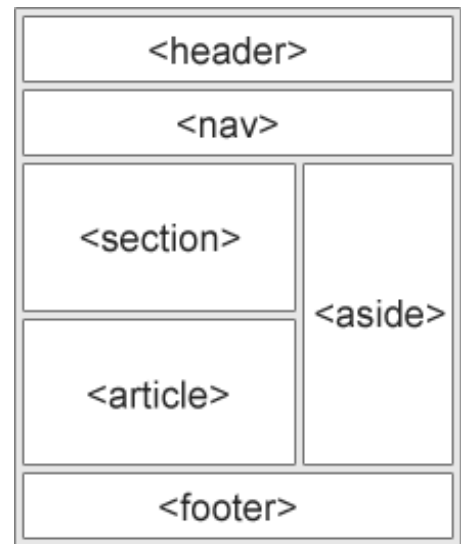 <header>
<nav>
<section>
<aside>
<article>
<footer>